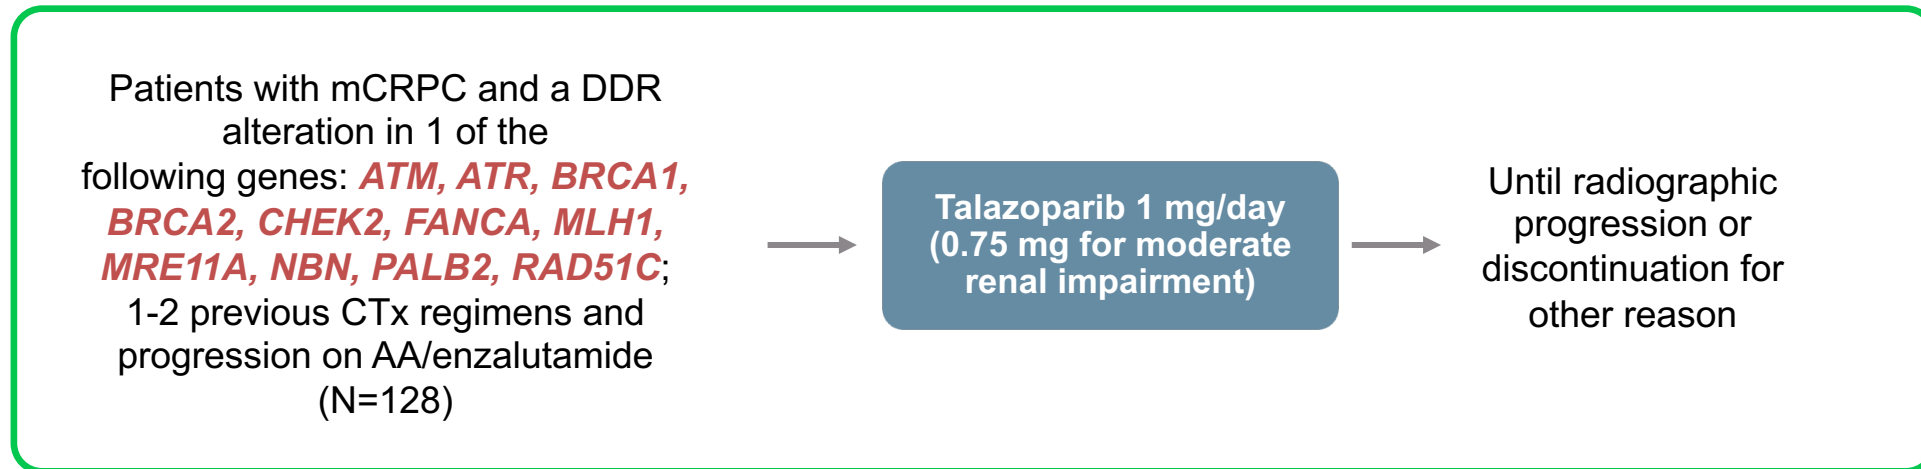 Patients with mCRPC and a DDR
alteration in 1 of the
following genes: ATM, ATR, BRCA1,
BRCA2, CHEK2, FANCA, MLH1,
MRE11A, NBN, PALB2, RAD51C;
1-2 previous CTx regimens and
progression on AA/enzalutamide
(N=128)
Talazoparib 1 mg/day
(0.75 mg for moderate
renal impairment)
Until radiographic
progression or
discontinuation for
other reason